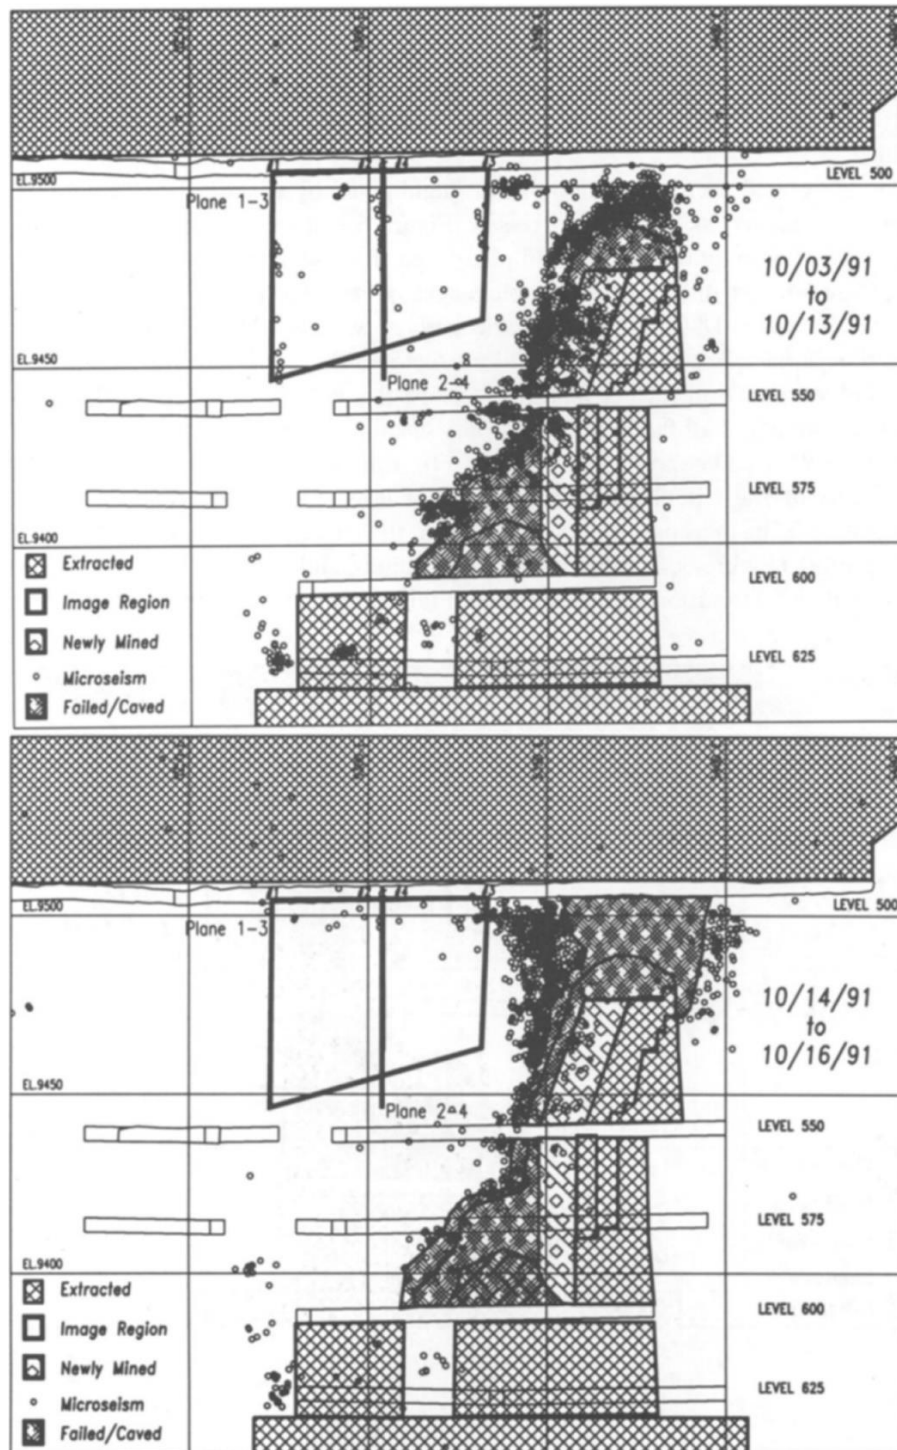 EL.9500
LEVEL 500
Plane 1-3
10/03/91
to
10/13/91
EL.9450
Plane 2-4
LEVEL 550
LEVEL 575
EL.9400
Extracted
LEVEL 600
Image Region
Newly Mined
LEVEL 625
Microseism
Failed/Caved
EL.9500
LEVEL 500
Plane 1-3
10/14/91
to
10/16/91
EL.9450
Plane 2-4
LEVEL 550
LEVEL 575
EL.9400
Extracted
LEVEL 600
Image Region
Newly Mined
LEVEL 625
Microseism
Failed/Caved